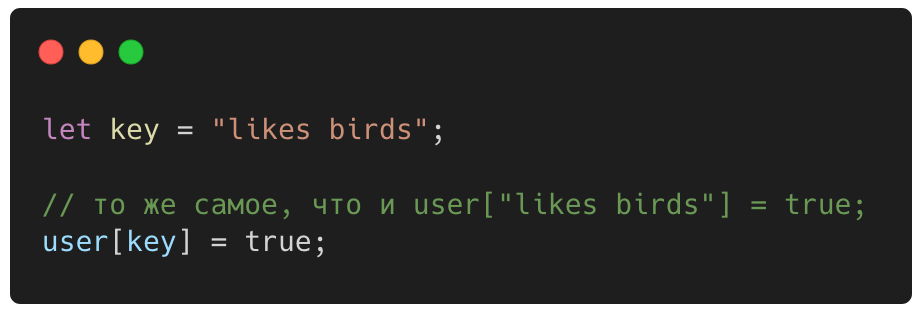 let key = "likes birds";
// то же самое, что и user["likes birds"] = true;
user[key] = true;